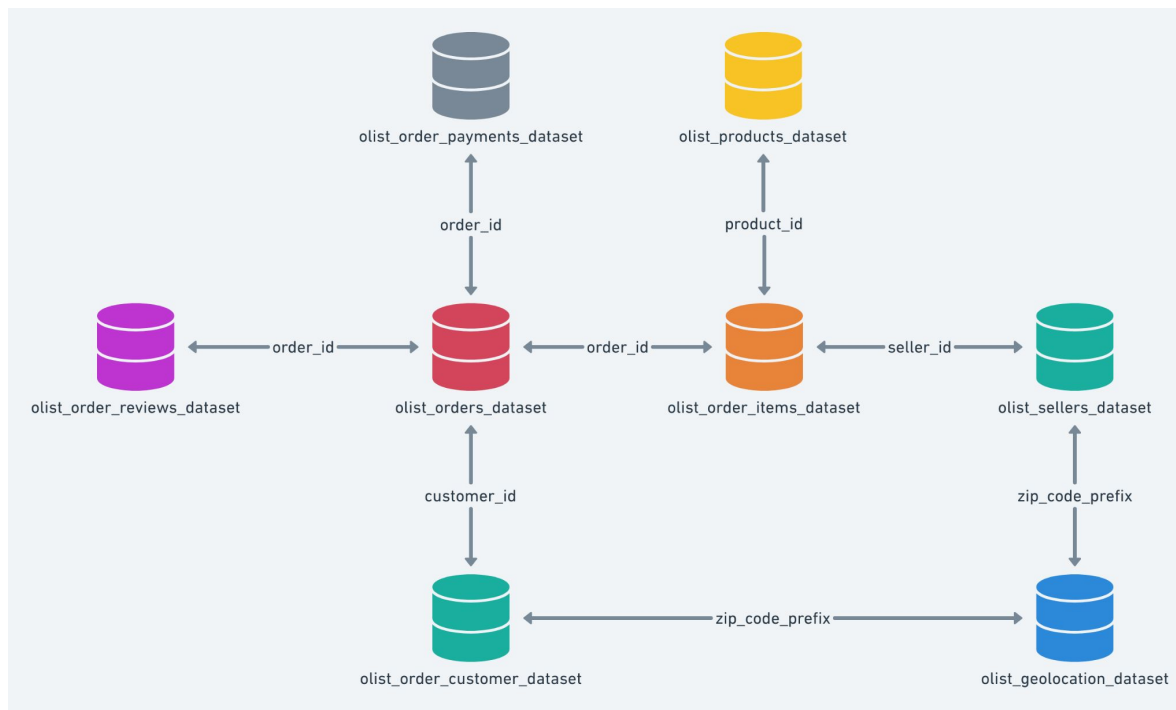 olist_order_payments_dataset
olist_products_dataset
order_id
product_id
order_id
order_id
seller_id
olist_order_reviews_dataset
olist_orders_dataset
olist_order_items_dataset
olist_sellers_dataset
customer_id
zip_code_prefix
zip_code_prefix
olist_order_customer_dataset
olist_geolocation_dataset